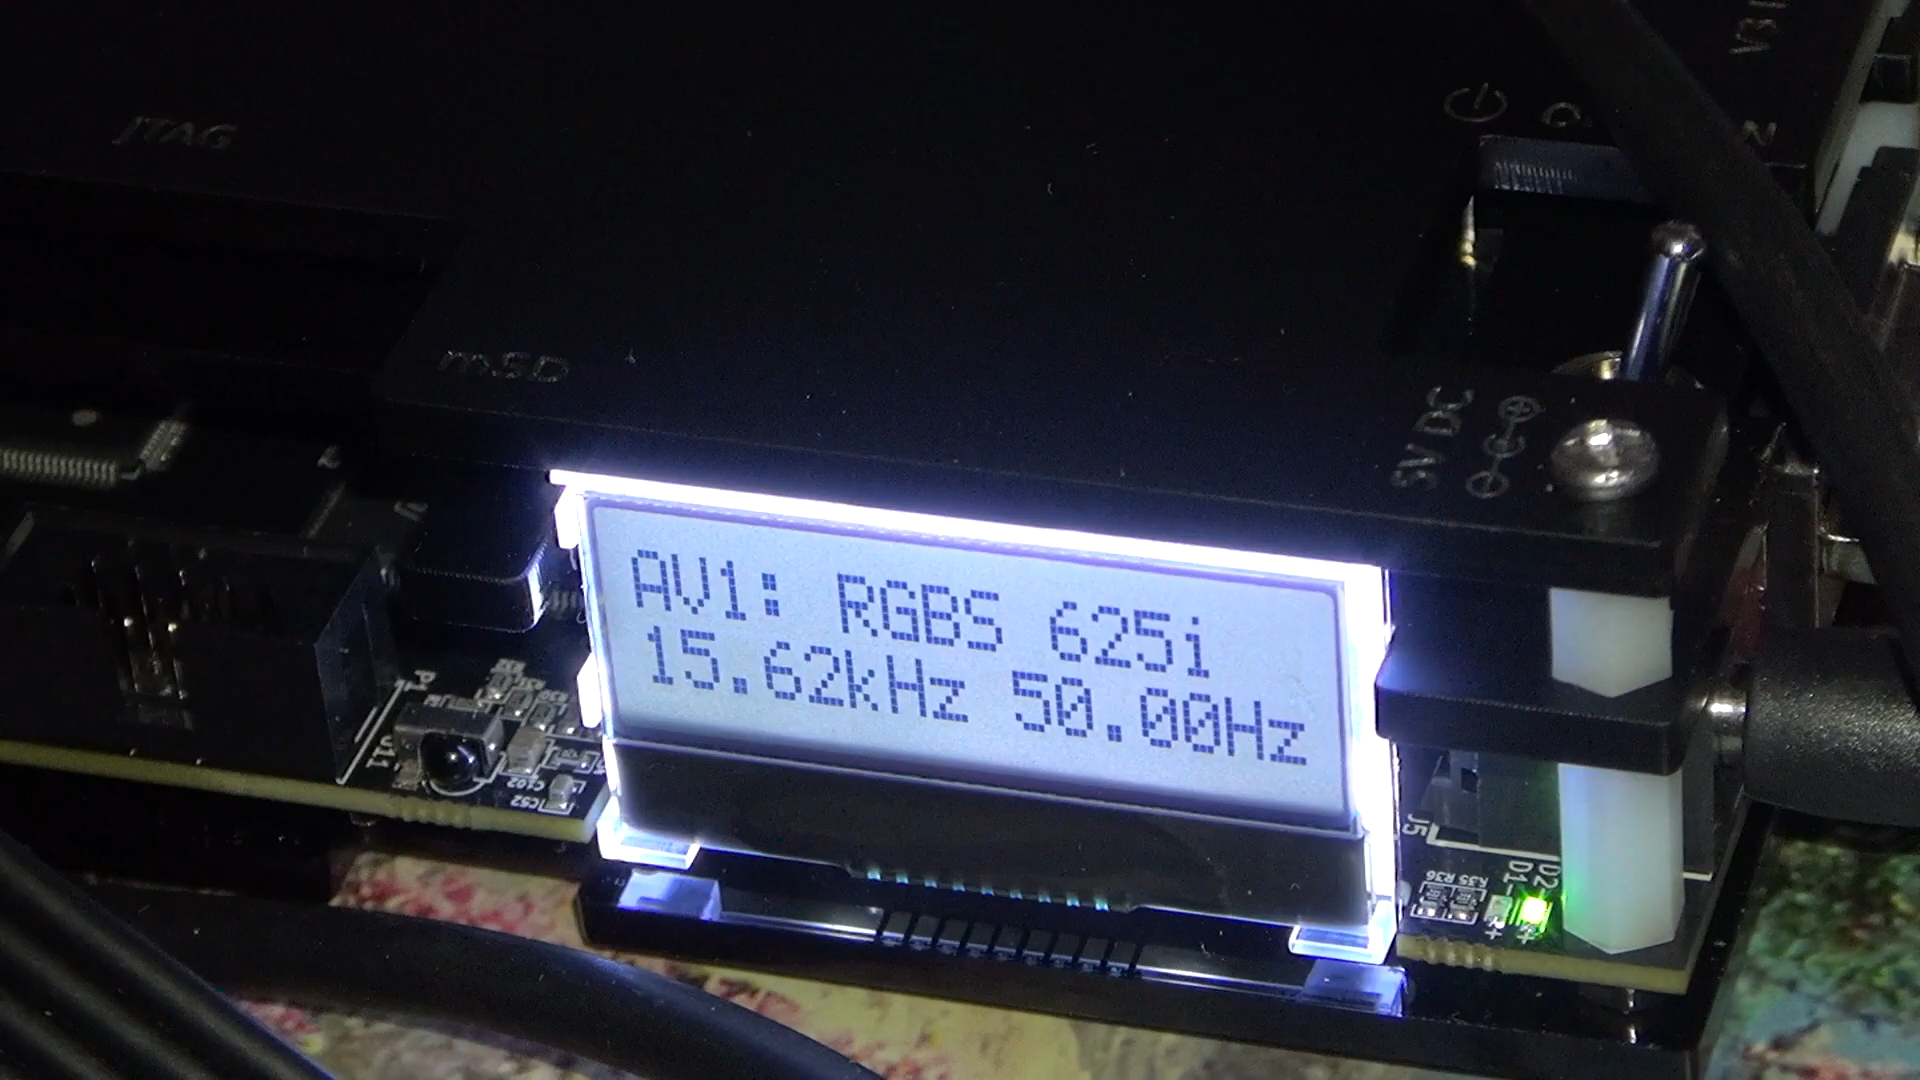 JTAG
mSD
5V DC
AV1: RGBS 625i
15.62kHz 50.00Hz
P1
U11
C102
C52
J5
R35 R36
D2
D1